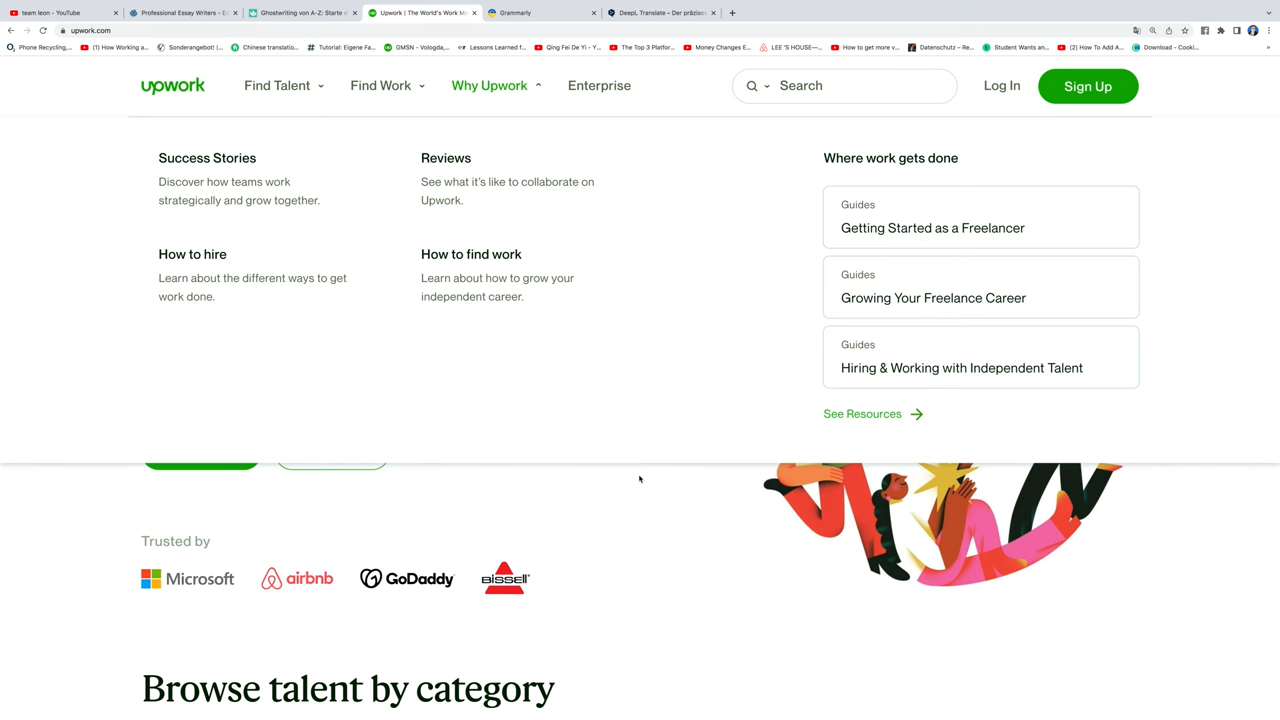 team leon - YouTube
Professional Essay Writers - E
Ghostwriting von A-Z: Starte
Upwork | The World's Work M
Grammarly
DeepL Translate – Der präzise
upwork.com
Phone Recycling,...
(1) How Working a...
Sonderangebot! |...
Chinese translatio...
Tutorial: Eigene Fa...
GMSN - Vologda,...
Lessons Learned f...
Qing Fei De Yi - Y...
The Top 3 Platfor...
Money Changes E...
LEE 'S HOUSE—...
How to get more v...
Datenschutz – Re...
Student Wants an...
(2) How To Add A...
Download - Cooki...
upwork
Find Talent
Find Work
Why Upwork
Enterprise
Search
Log In
Sign Up
Success Stories
Discover how teams work
strategically and grow together.
Reviews
See what it's like to collaborate on
Upwork.
How to hire
Learn about the different ways to get
work done.
How to find work
Learn about how to grow your
independent career.
Where work gets done
Guides
Getting Started as a Freelancer
Guides
Growing Your Freelance Career
Guides
Hiring & Working with Independent Talent
See Resources
Trusted by
Microsoft
airbnb
GoDaddy
BISSELL
Browse talent by category